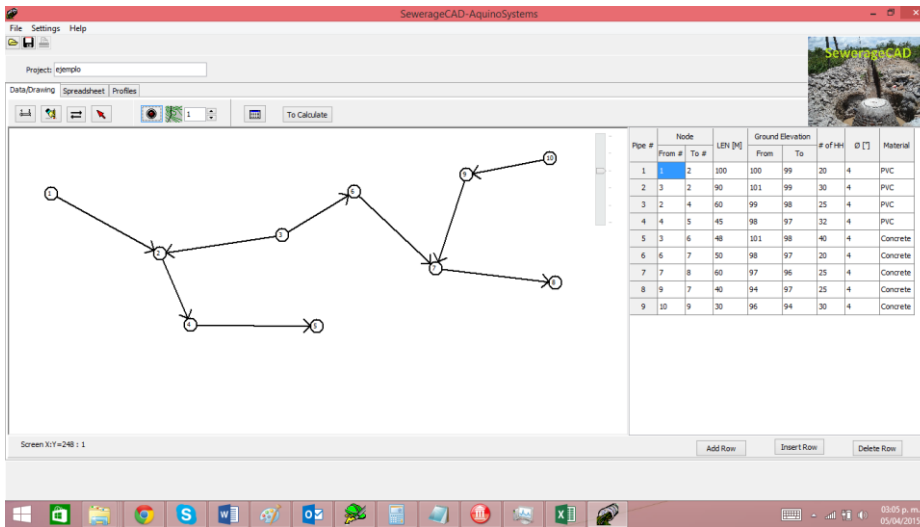 SewerageCAD-AquinoSystems
File Settings Help
SewerageCAD
Project: ejemplo
Data/Drawing Spreadsheet Profiles
1 To Calculate
Pipe # Node LEN [M] Ground Elevation # of HH Ø ["] Material
From # To # From To
1 1 2 100 100 99 20 4 PVC
2 3 2 90 101 99 30 4 PVC
3 2 4 60 99 98 25 4 PVC
4 4 5 45 98 97 32 4 PVC
5 3 6 48 101 98 40 4 Concrete
6 6 7 50 98 97 20 4 Concrete
7 7 8 60 97 96 25 4 Concrete
8 9 7 40 94 97 25 4 Concrete
9 10 9 30 96 94 30 4 Concrete
10
9
1
6
3
2
7
8
4
5
Screen X:Y=248 : 1
Add Row Insert Row Delete Row
03:05 p. m.
05/04/2015